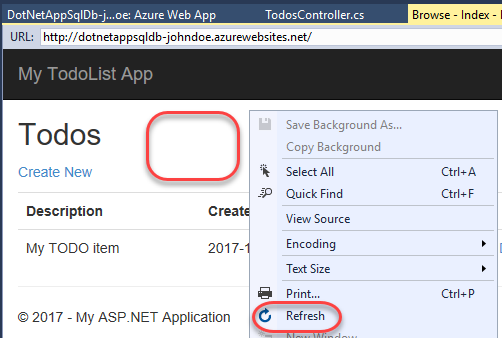 DotNetAppSqlDb-j...oe: Azure Web App TodosController.cs Browse - Index -
URL: http://dotnetappsqldb-johndoe.azurewebsites.net/
My TodoList App
Todos
Create New
Description Create
My TODO item 2017-1
© 2017 - My ASP.NET Application
Save Background As...
Copy Background
Select All Ctrl+A
Quick Find Ctrl+F
View Source
Encoding
Text Size
Print... Ctrl+P
Refresh
New Window